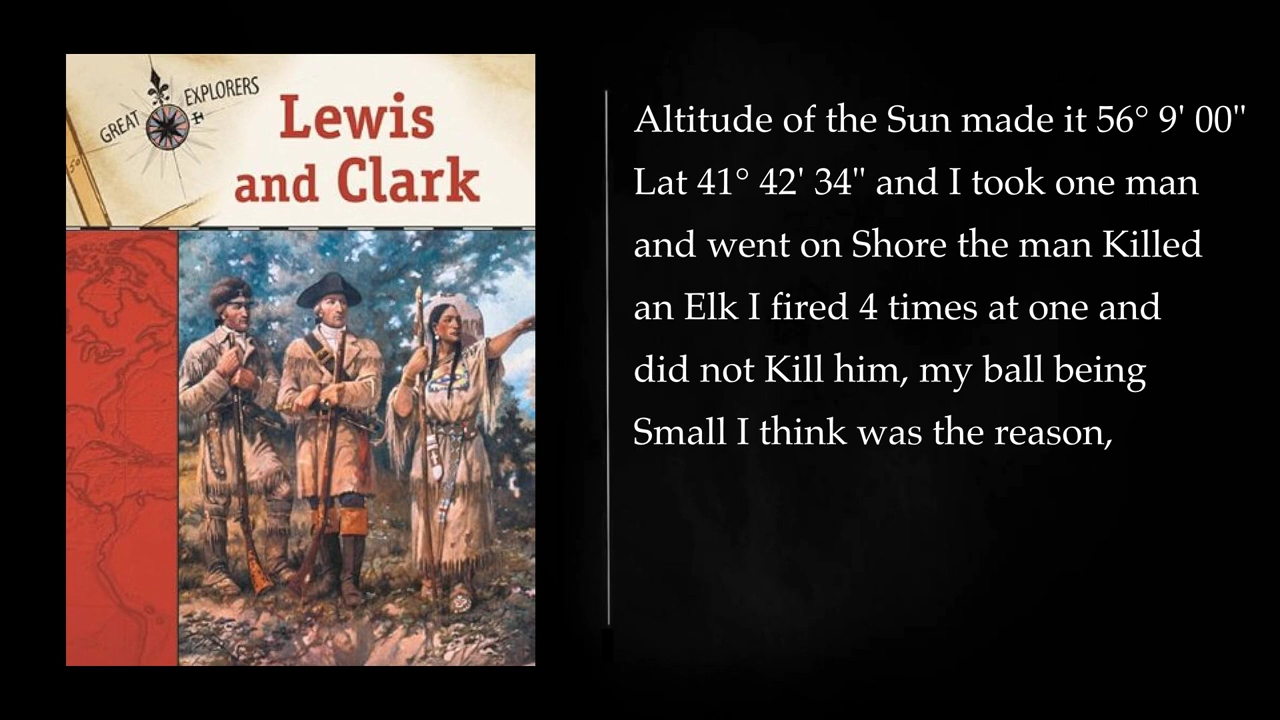 GREAT EXPLORERS
Lewis
and Clark
50
Altitude of the Sun made it 56° 9' 00"
Lat 41° 42' 34" and I took one man
and went on Shore the man Killed
an Elk I fired 4 times at one and
did not Kill him, my ball being
Small I think was the reason,